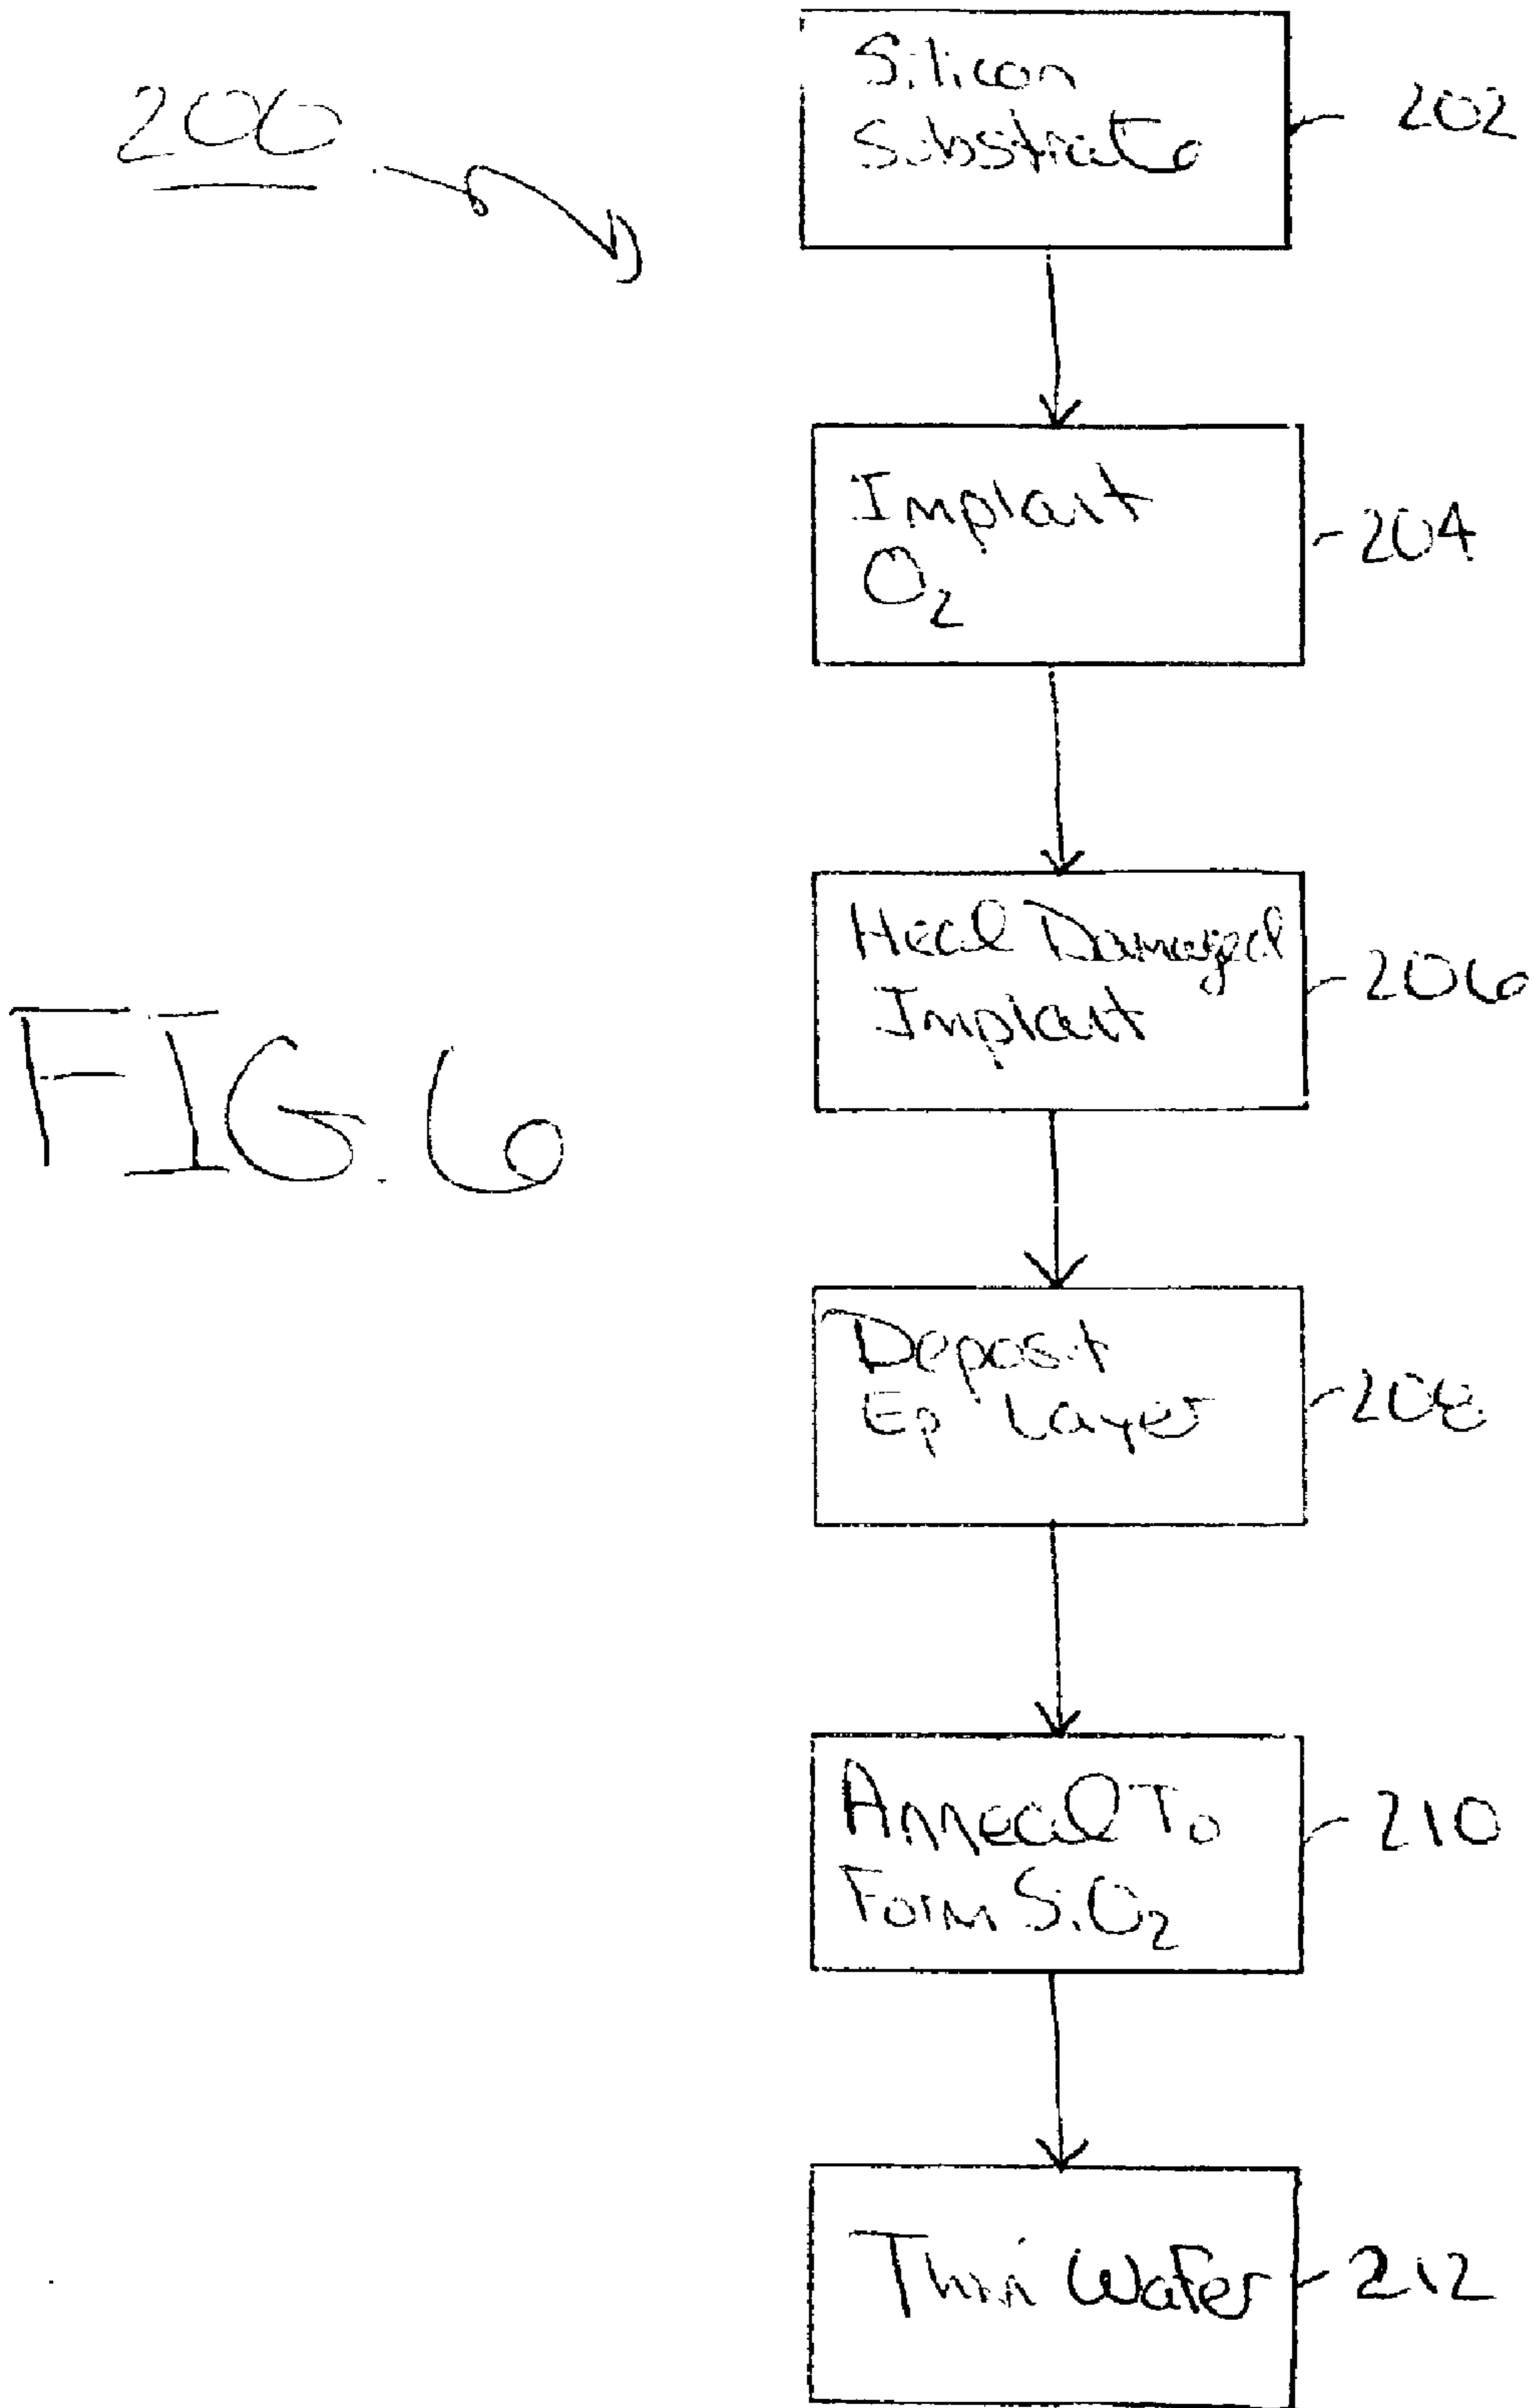 200
Silicon
Substrate
202
Implant
O₂
204
Heal Damaged
Implant
206
FIG. 6
Deposit
Epi Layer
208
Anneal To
Form SiO₂
210
Thin Wafer
212